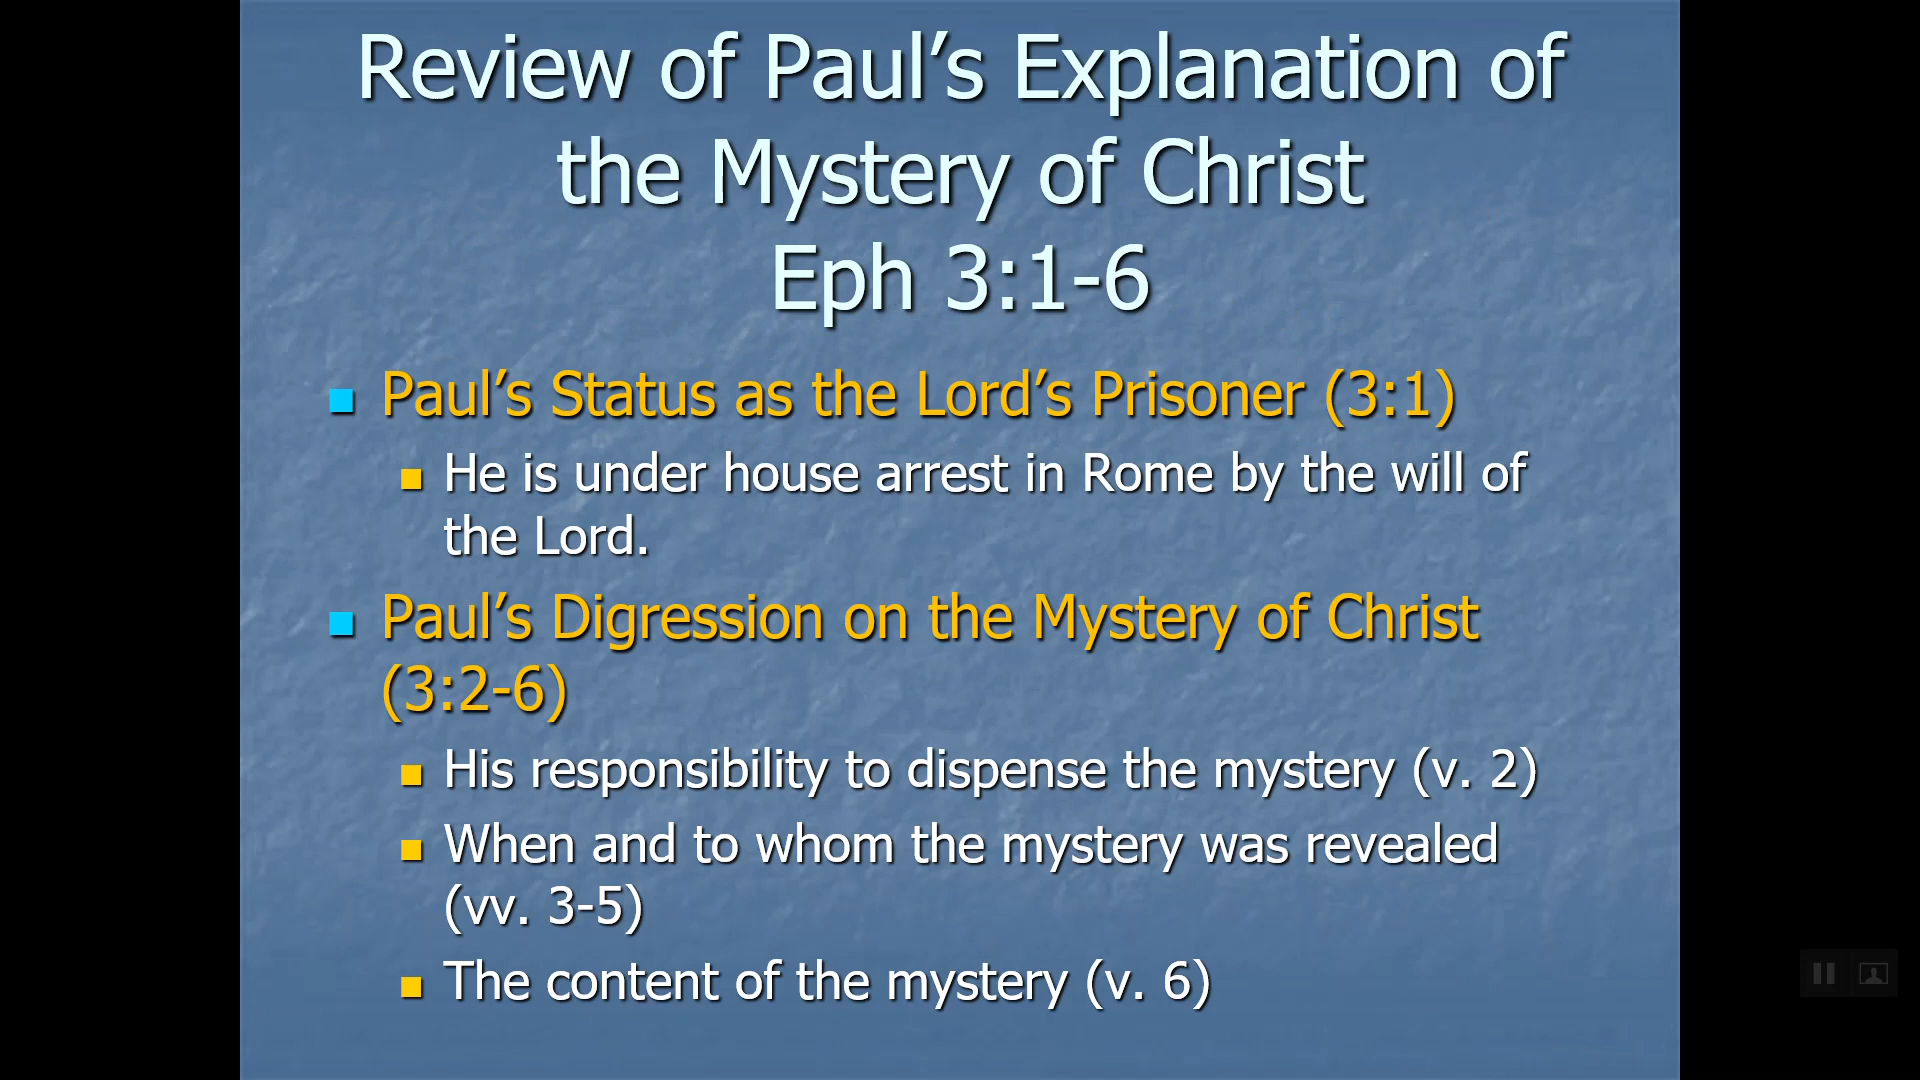 Review of Paul’s Explanation of
the Mystery of Christ
Eph 3:1-6
Paul’s Status as the Lord’s Prisoner (3:1)
He is under house arrest in Rome by the will of
the Lord.
Paul’s Digression on the Mystery of Christ
(3:2-6)
His responsibility to dispense the mystery (v. 2)
When and to whom the mystery was revealed
(vv. 3-5)
The content of the mystery (v. 6)